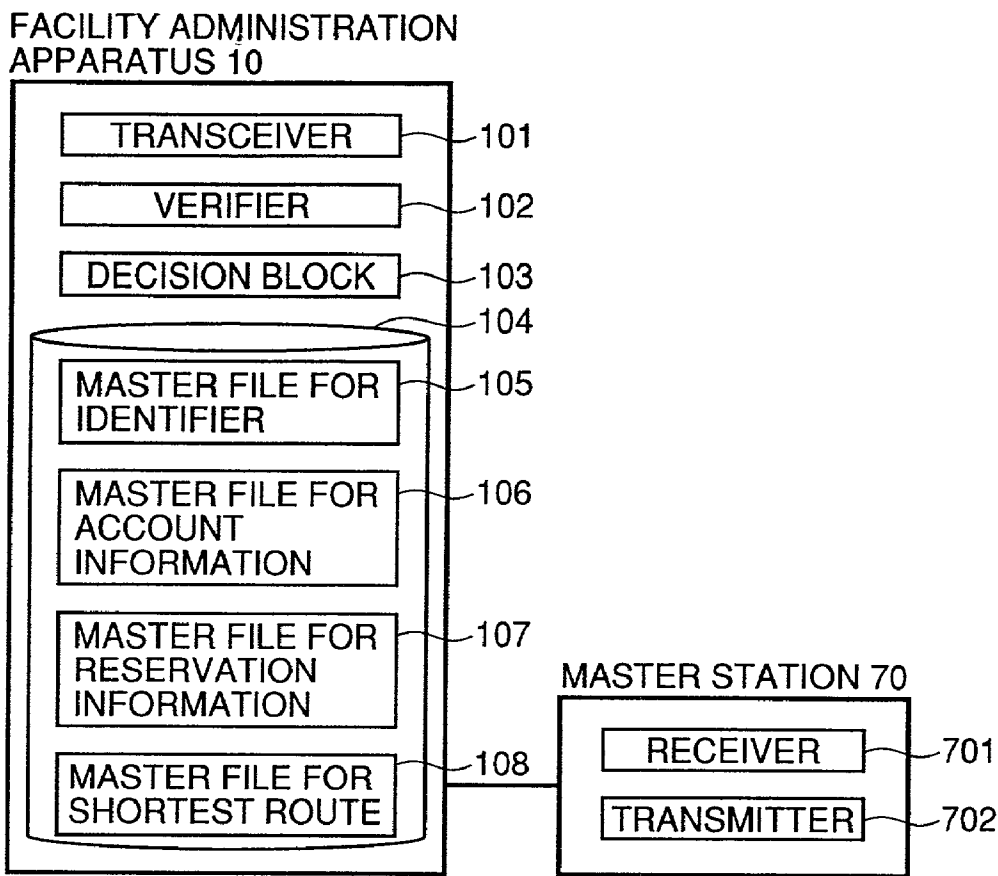 FACILITY ADMINISTRATION
APPARATUS 10
TRANSCEIVER
101
VERIFIER
102
DECISION BLOCK
103
104
MASTER FILE FOR
IDENTIFIER
105
MASTER FILE FOR
ACCOUNT
INFORMATION
106
MASTER FILE FOR
RESERVATION
INFORMATION
107
MASTER FILE FOR
SHORTEST ROUTE
108
MASTER STATION 70
RECEIVER
701
TRANSMITTER
702